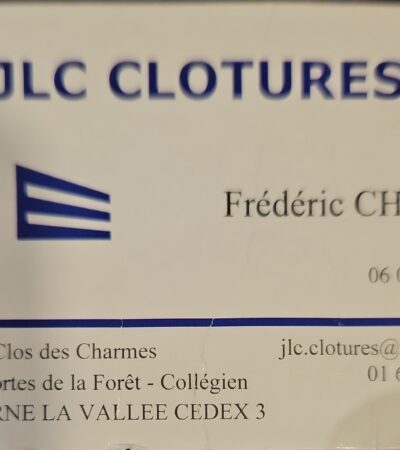 JLC CLOTURES
Frédéric CH
06 0
Clos des Charmes
jlc.clotures@
ortes de la Forêt - Collégien
01 6
RNE LA VALLEE CEDEX 3